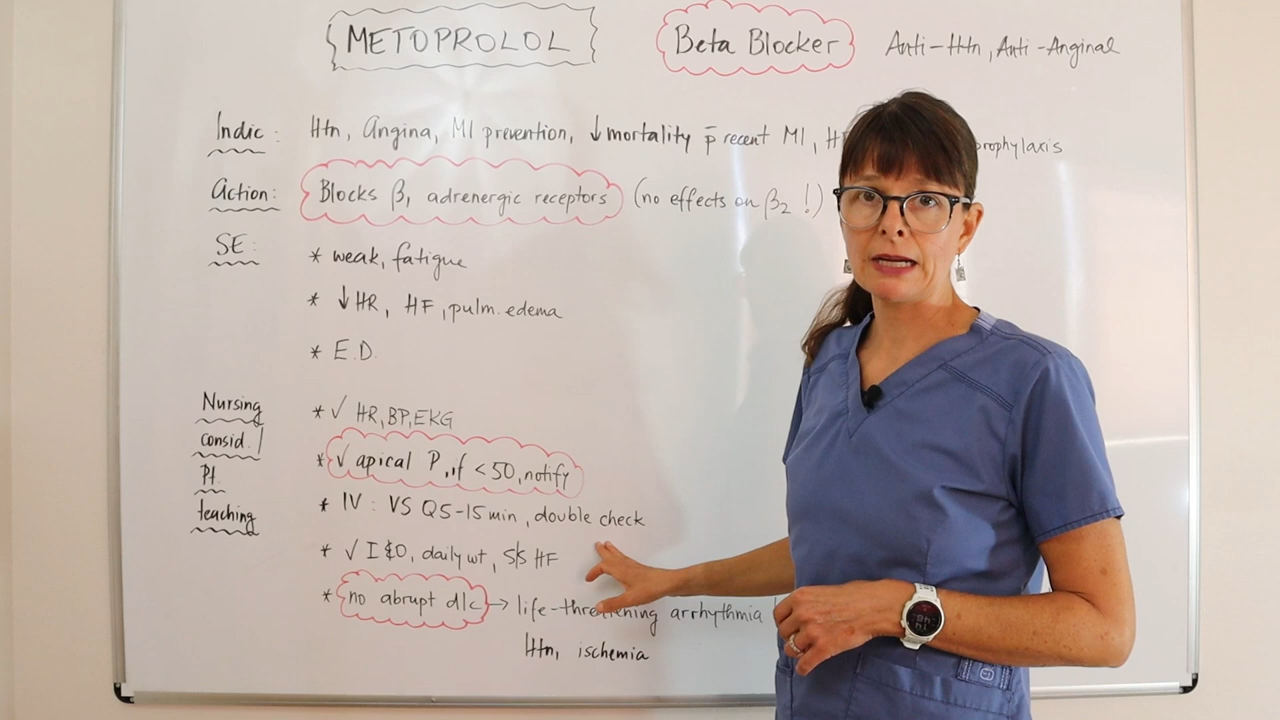 METOPROLOL
Beta Blocker
Anti-Htn, Anti-Anginal
Indic: Htn, Angina, MI prevention, ↓mortality p̄ recent MI, H prophylaxis
Action: Blocks β₁ adrenergic receptors (no effects on β₂ !)
SE: * weak, fatigue
* ↓HR, HF, pulm. edema
* E.D.
Nursing consid./ Pt. teaching
* √ HR, BP, EKG
* √ apical P, if < 50, notify
* IV: VS Q5-15 min, double check
* √ I&O, daily wt, S/S HF
* no abrupt d/c → life-threatening arrhythmia
Htn, ischemia